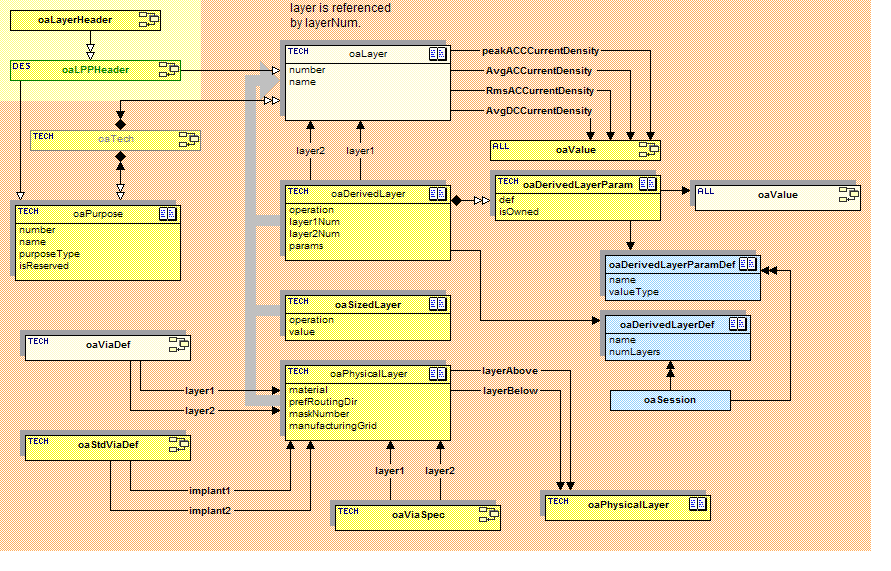 layer is referenced
by layerNum.
oaLayerHeader
DES
oaLPPHeader
TECH
oaLayer
number
name
peakACCCurrentDensity
AvgACCurrentDensity
RmsACCurrentDensity
AvgDCCurrentDensity
ALL
oaValue
TECH
oaTech
layer2
layer1
TECH
oaPurpose
number
name
purposeType
isReserved
TECH
oaDerivedLayer
operation
layer1Num
layer2Num
params
TECH
oaDerivedLayerParam
def
isOwned
ALL
oaValue
oaDerivedLayerParamDef
name
valueType
TECH
oaSizedLayer
operation
value
oaDerivedLayerDef
name
numLayers
TECH
oaViaDef
layer1
layer2
TECH
oaPhysicalLayer
material
prefRoutingDir
maskNumber
manufacturingGrid
layerAbove
layerBelow
oaSession
TECH
oaStdViaDef
implant1
implant2
layer1
layer2
TECH
oaViaSpec
TECH
oaPhysicalLayer